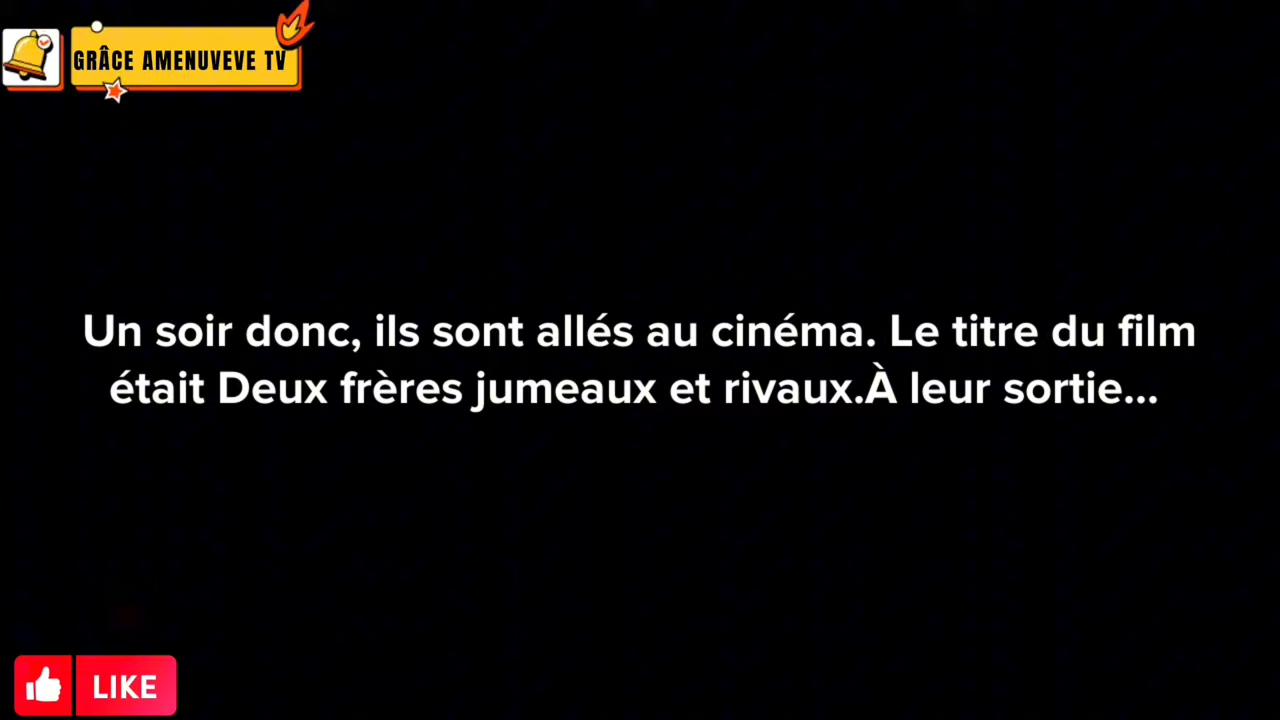 GRÂCE AMENUVEVE TV
Un soir donc, ils sont allés au cinéma. Le titre du film
était Deux frères jumeaux et rivaux.À leur sortie...
LIKE